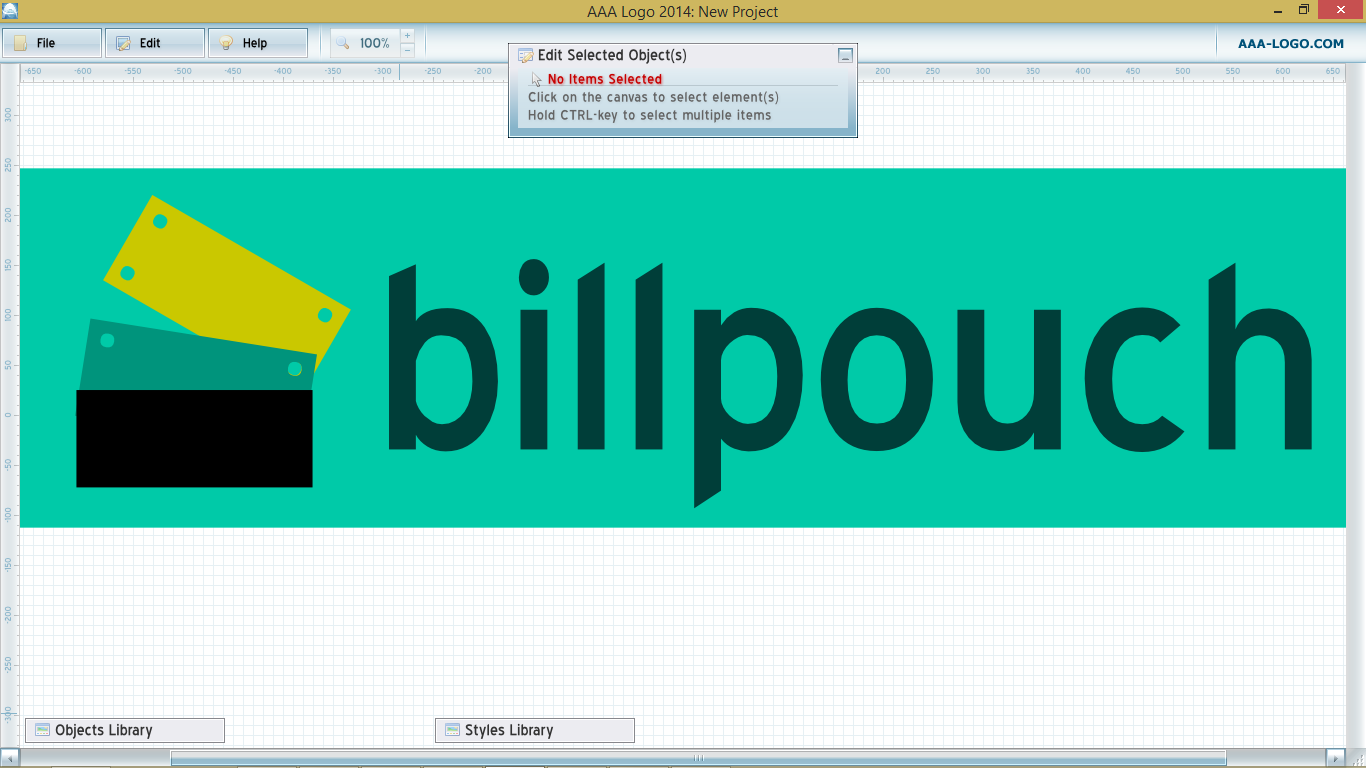 AAA Logo 2014: New Project
File
Edit
Help
100%
+
-
AAA-LOGO.COM
Edit Selected Object(s)
No Items Selected
Click on the canvas to select element(s)
Hold CTRL-key to select multiple items
-650 -600 -550 -500 -450 -400 -350 -300 -250 -200 200 250 300 350 400 450 500 550 600 650
300
250
200
150
100
50
0
-50
-100
-150
-200
-250
-300
billpouch
Objects Library
Styles Library